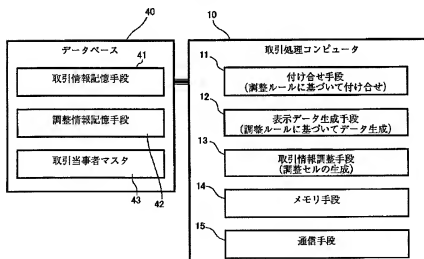 40
データベース
41
取引情報記憶手段
調整情報記憶手段
42
取引当事者マスタ
43
10
取引処理コンピュータ
11
付け合せ手段
(調整ルールに基づいて付け合せ)
12
表示データ生成手段
(調整ルールに基づいてデータ生成)
13
取引情報調整手段
(調整セルの生成)
14
メモリ手段
15
通信手段